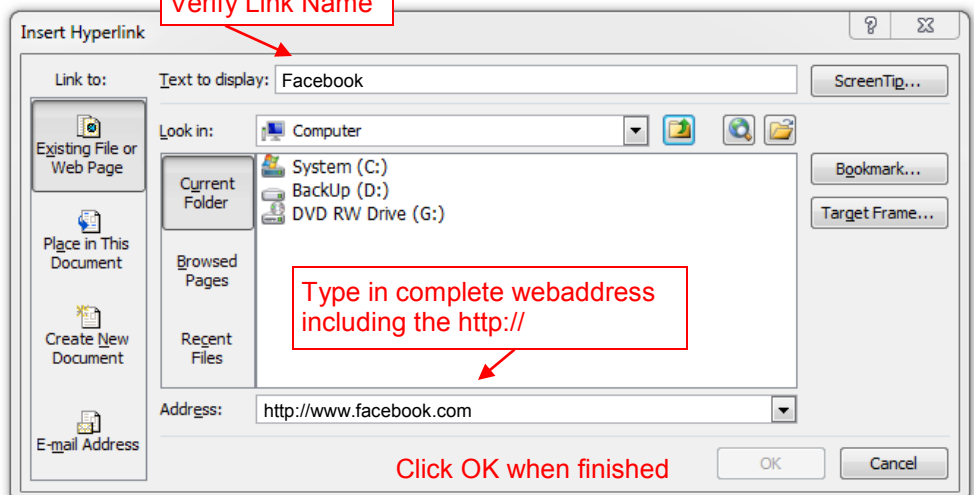 Verify Link Name
Insert Hyperlink
Link to:
Text to display: Facebook
ScreenTip...
Existing File or
Web Page
Look in: Computer
Current
Folder
System (C:)
BackUp (D:)
DVD RW Drive (G:)
Bookmark...
Target Frame...
Place in This
Document
Browsed
Pages
Type in complete webaddress
including the http://
Create New
Document
Recent
Files
Address: http://www.facebook.com
E-mail Address
Click OK when finished
OK
Cancel